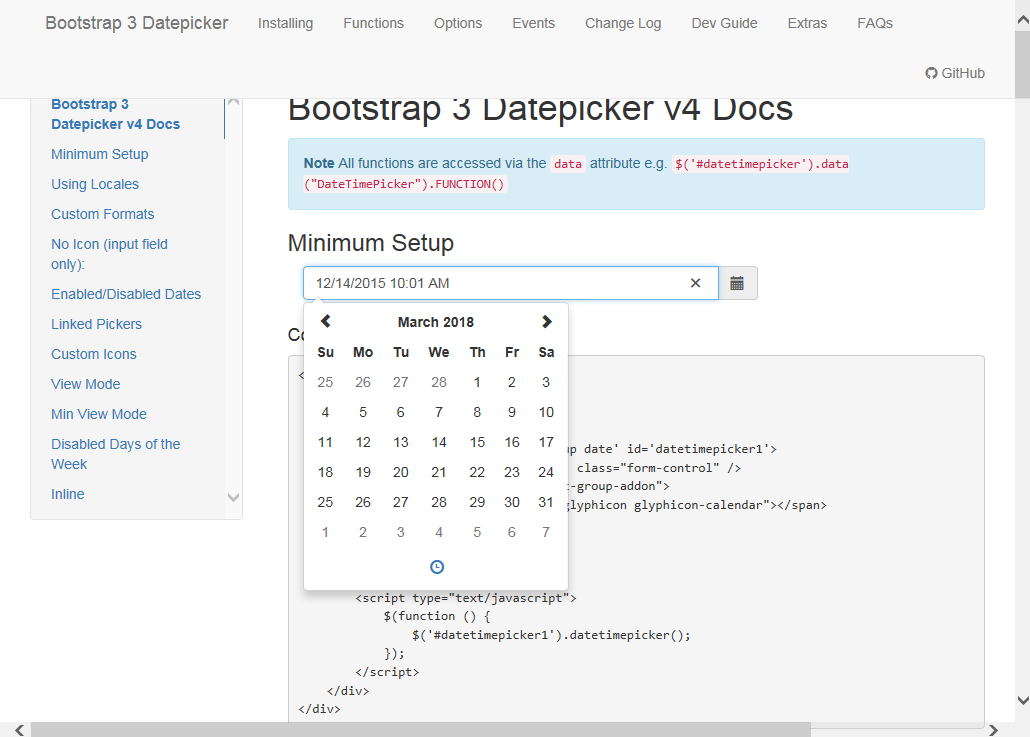 Bootstrap 3 Datepicker Installing Functions Options Events Change Log Dev Guide Extras FAQs
GitHub
Bootstrap 3
Datepicker v4 Docs
Minimum Setup
Using Locales
Custom Formats
No Icon (input field
only):
Enabled/Disabled Dates
Linked Pickers
Custom Icons
View Mode
Min View Mode
Disabled Days of the
Week
Inline
Bootstrap 3 Datepicker v4 Docs
Note All functions are accessed via the data attribute e.g. $('#datetimepicker').data
("DateTimePicker").FUNCTION()
Minimum Setup
12/14/2015 10:01 AM
March 2018
Su Mo Tu We Th Fr Sa
25 26 27 28 1 2 3
4 5 6 7 8 9 10
11 12 13 14 15 16 17
18 19 20 21 22 23 24
25 26 27 28 29 30 31
1 2 3 4 5 6 7
date' id='datetimepicker1'>
class="form-control" />
-group-addon">
glyphicon glyphicon-calendar"></span>
<script type="text/javascript">
$(function () {
$('#datetimepicker1').datetimepicker();
});
</script>
</div>
</div>